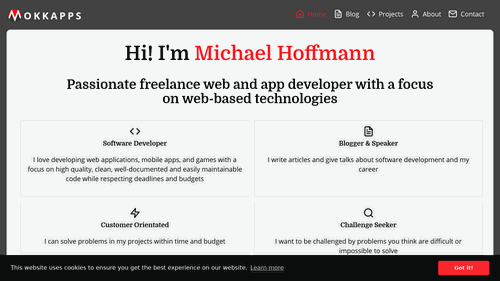 MOKKAPPS
Home
Blog
Projects
About
Contact
Hi! I'm Michael Hoffmann
Passionate freelance web and app developer with a focus
on web-based technologies
Software Developer
I love developing web applications, mobile apps, and games with a
focus on high quality, clean, well-documented and easily maintainable
code while respecting deadlines and budgets
Blogger & Speaker
I write articles and give talks about software development and my
career
Customer Orientated
I can solve problems in my projects within time and budget
Challenge Seeker
I want to be challenged by problems you think are difficult or
impossible to solve
This website uses cookies to ensure you get the best experience on our website. Learn more
Got it!